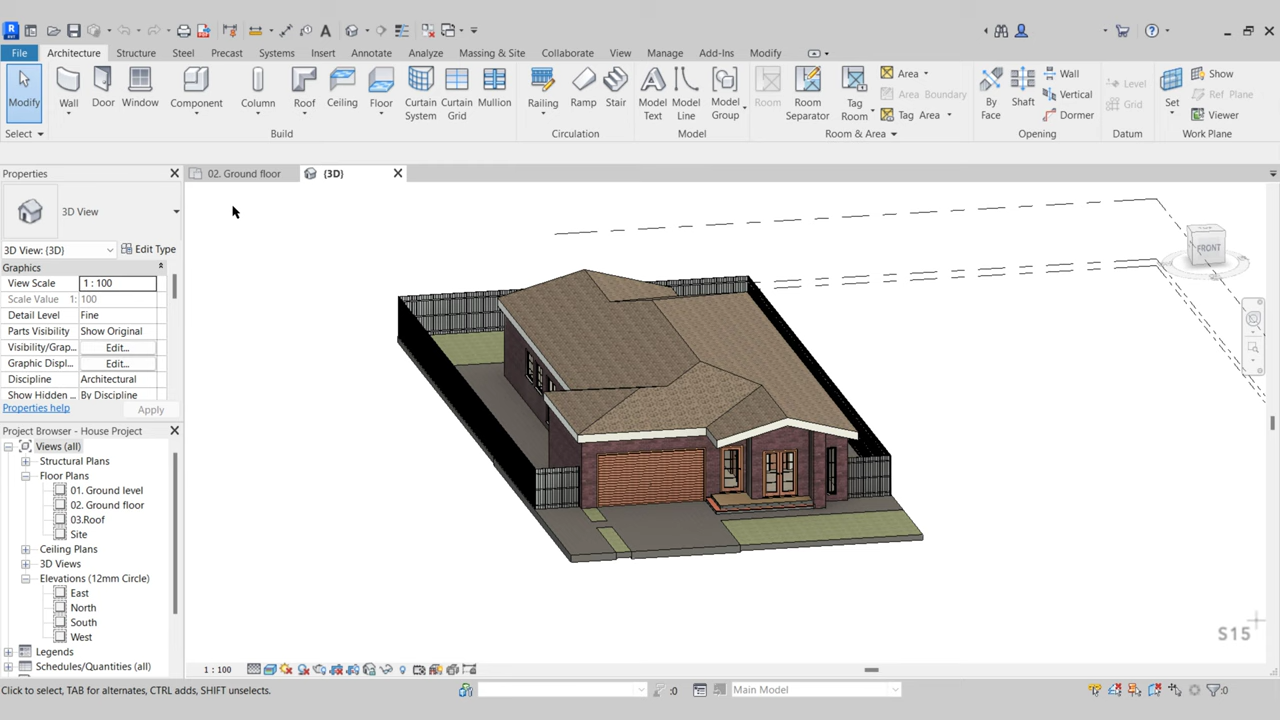 File Architecture Structure Steel Precast Systems Insert Annotate Analyze Massing & Site Collaborate View Manage Add-Ins Modify
Modify Wall Door Window Component Column Roof Ceiling Floor Curtain System Curtain Grid Mullion Railing Ramp Stair Model Text Model Line Model Group Room Room Separator Tag Room Area Area Boundary Tag Area By Face Shaft Wall Vertical Dormer Level Grid Set Show Ref Plane Viewer
Select Build Circulation Model Room & Area Opening Datum Work Plane
Properties
02. Ground floor
{3D}
3D View
3D View: {3D} Edit Type
Graphics
View Scale 1 : 100
Scale Value 1: 100
Detail Level Fine
Parts Visibility Show Original
Visibility/Grap... Edit...
Graphic Displ... Edit...
Discipline Architectural
Show Hidden ... By Discipline
Properties help Apply
Project Browser - House Project
Views (all)
Structural Plans
Floor Plans
01. Ground level
02. Ground floor
03.Roof
Site
Ceiling Plans
3D Views
Elevations (12mm Circle)
East
North
South
West
Legends
Schedules/Quantities (all)
FRONT
S15
1 : 100
Click to select, TAB for alternates, CTRL adds, SHIFT unselects.
:0
Main Model
:0